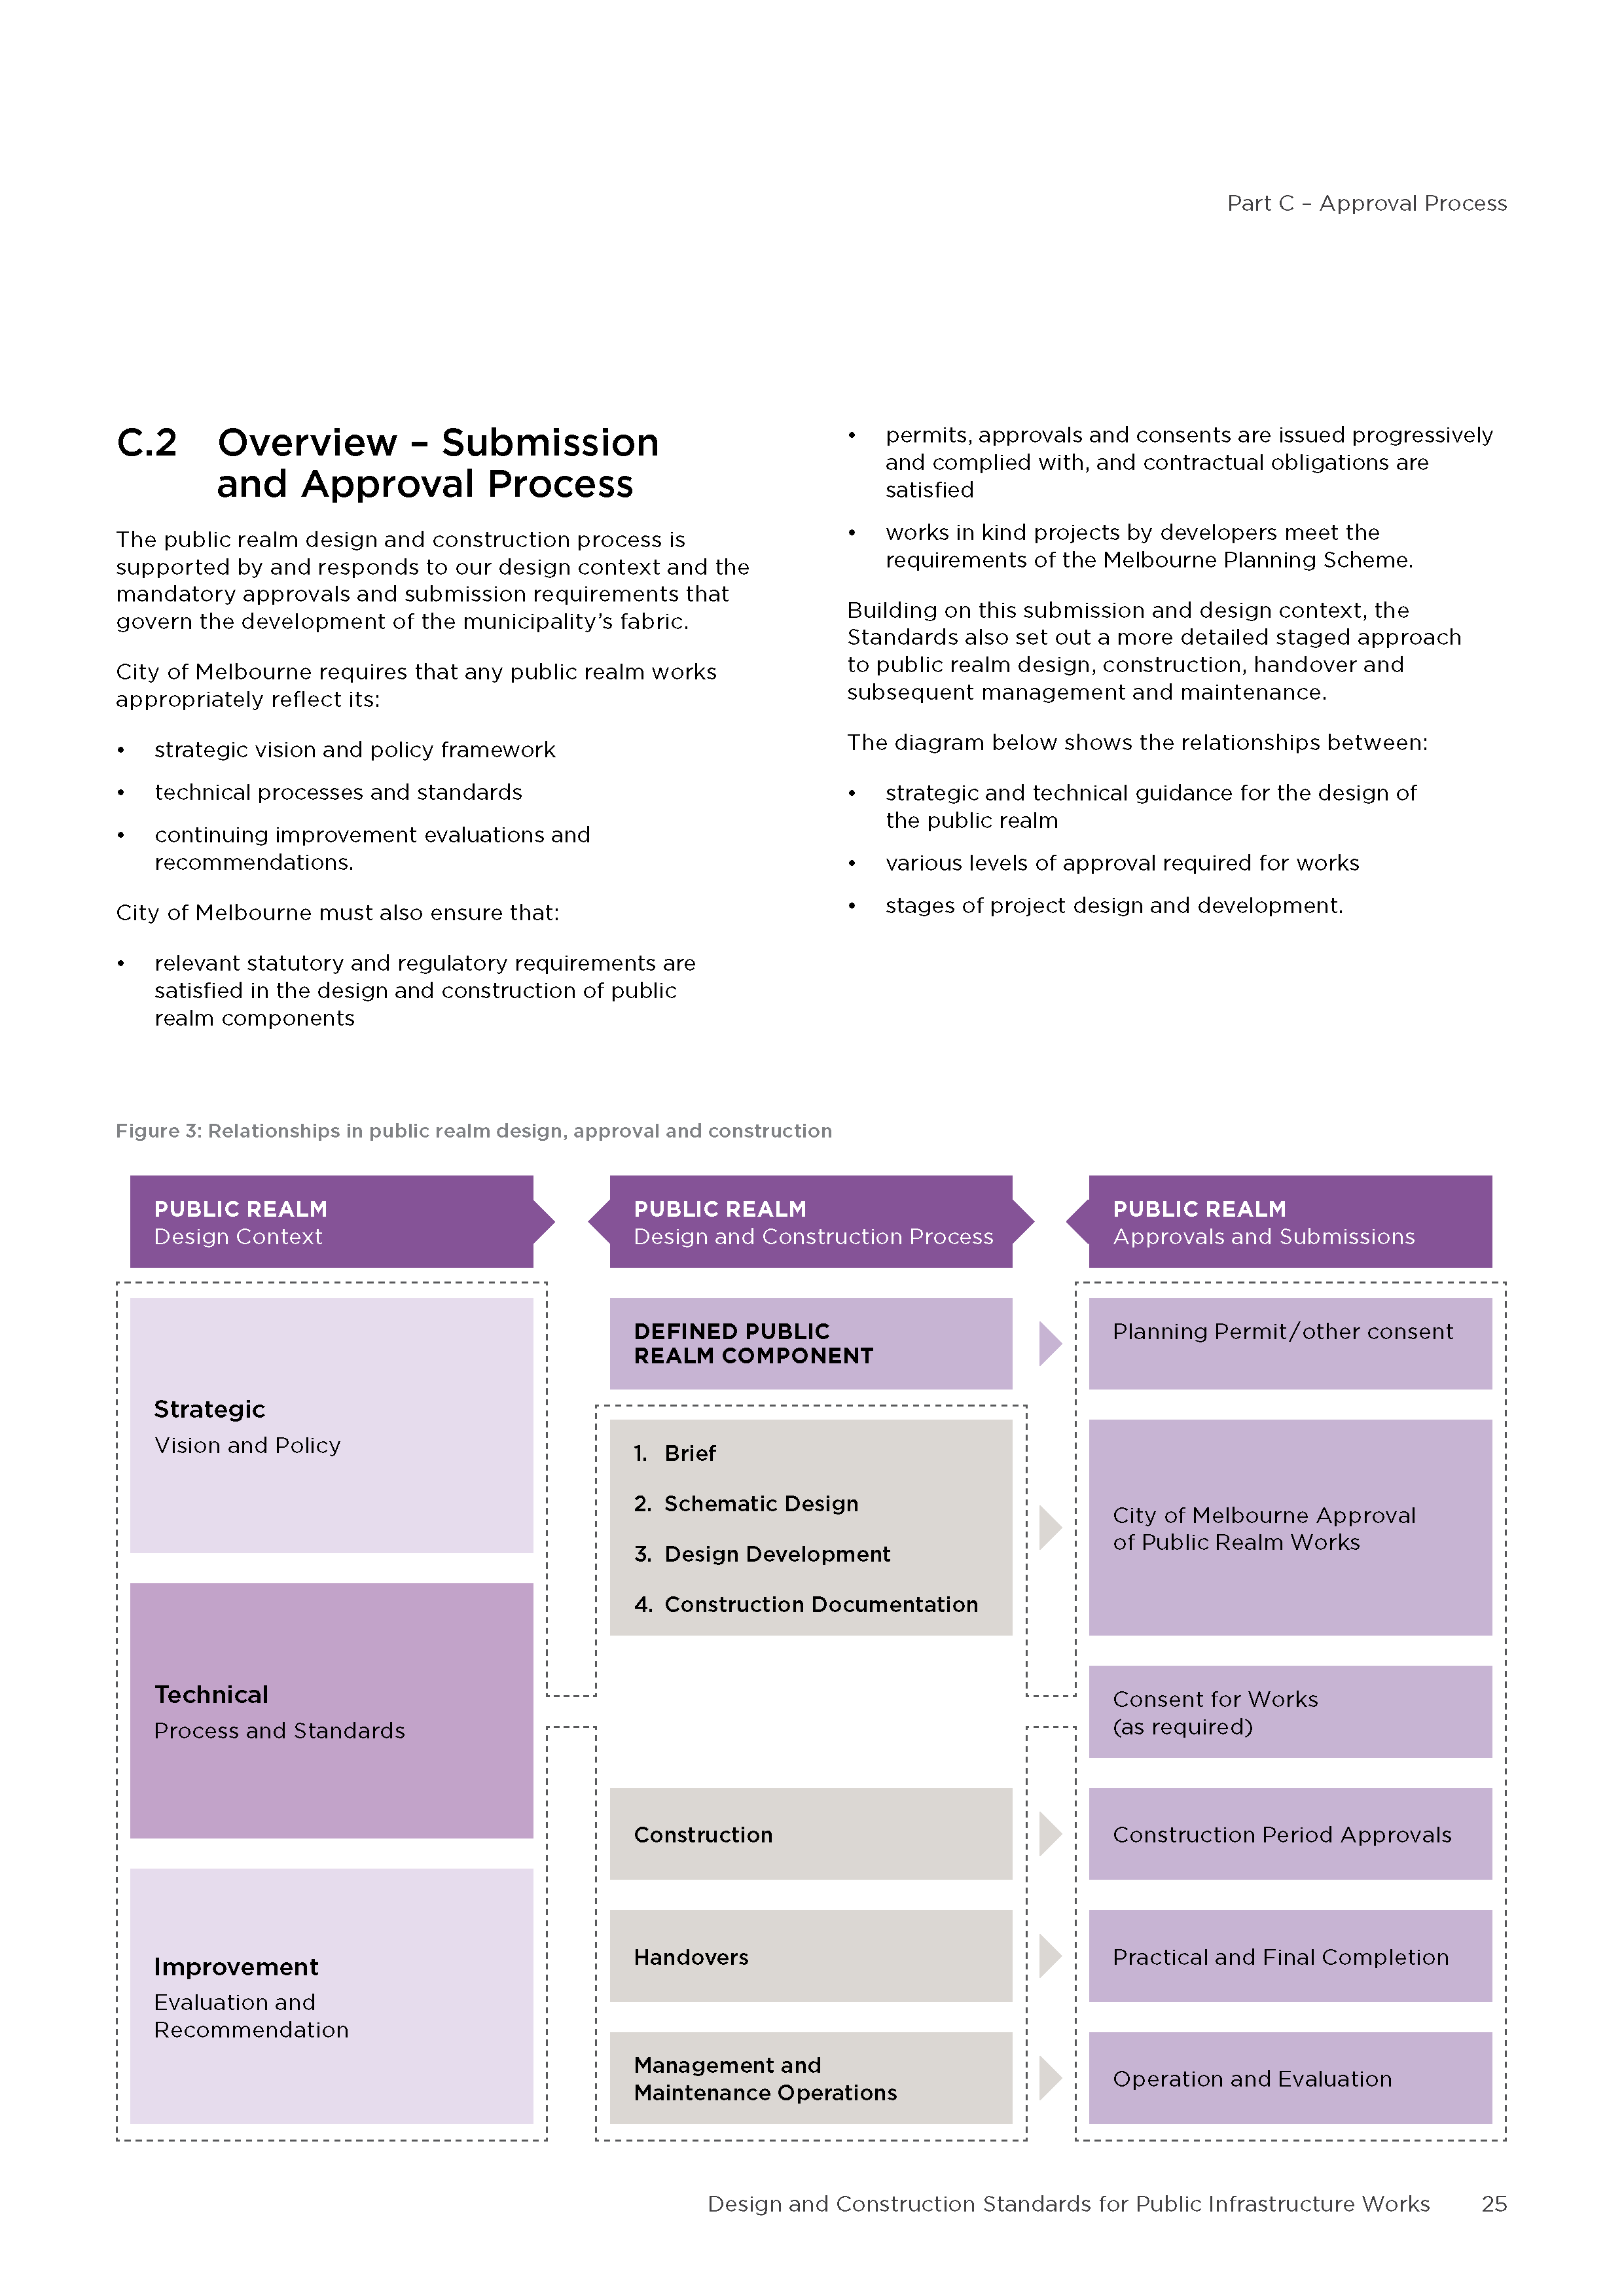 Part C – Approval Process
C.2 Overview – Submission
and Approval Process
The public realm design and construction process is
supported by and responds to our design context and the
mandatory approvals and submission requirements that
govern the development of the municipality’s fabric.
City of Melbourne requires that any public realm works
appropriately reflect its:
• strategic vision and policy framework
• technical processes and standards
• continuing improvement evaluations and
recommendations.
City of Melbourne must also ensure that:
• relevant statutory and regulatory requirements are
satisfied in the design and construction of public
realm components
• permits, approvals and consents are issued progressively
and complied with, and contractual obligations are
satisfied
• works in kind projects by developers meet the
requirements of the Melbourne Planning Scheme.
Building on this submission and design context, the
Standards also set out a more detailed staged approach
to public realm design, construction, handover and
subsequent management and maintenance.
The diagram below shows the relationships between:
• strategic and technical guidance for the design of
the public realm
• various levels of approval required for works
• stages of project design and development.
Figure 3: Relationships in public realm design, approval and construction
PUBLIC REALM
Design Context
Strategic
Vision and Policy
Technical
Process and Standards
Improvement
Evaluation and
Recommendation
PUBLIC REALM
Design and Construction Process
DEFINED PUBLIC
REALM COMPONENT
1. Brief
2. Schematic Design
3. Design Development
4. Construction Documentation
Construction
Handovers
Management and
Maintenance Operations
PUBLIC REALM
Approvals and Submissions
Planning Permit/other consent
City of Melbourne Approval
of Public Realm Works
Consent for Works
(as required)
Construction Period Approvals
Practical and Final Completion
Operation and Evaluation
Design and Construction Standards for Public Infrastructure Works 25